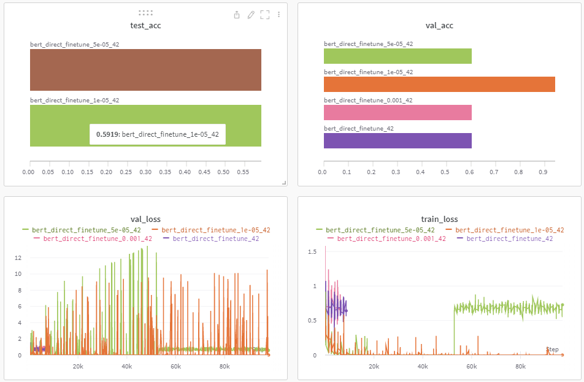 test_acc
bert_direct_finetune_5e-05_42
bert_direct_finetune_1e-05_42
0.5919: bert_direct_finetune_1e-05_42
0.00 0.05 0.10 0.15 0.20 0.25 0.30 0.35 0.40 0.45 0.50 0.55
val_acc
bert_direct_finetune_5e-05_42
bert_direct_finetune_1e-05_42
bert_direct_finetune_0.001_42
bert_direct_finetune_42
0.0 0.1 0.2 0.3 0.4 0.5 0.6 0.7 0.8 0.9
val_loss
bert_direct_finetune_5e-05_42 bert_direct_finetune_1e-05_42
bert_direct_finetune_0.001_42 bert_direct_finetune_42
12
10
8
6
4
2
0
20k 40k 60k 80k
train_loss
bert_direct_finetune_5e-05_42 bert_direct_finetune_1e-05_42
bert_direct_finetune_0.001_42 bert_direct_finetune_42
1.5
1
0.5
Step
0
20k 40k 60k 80k